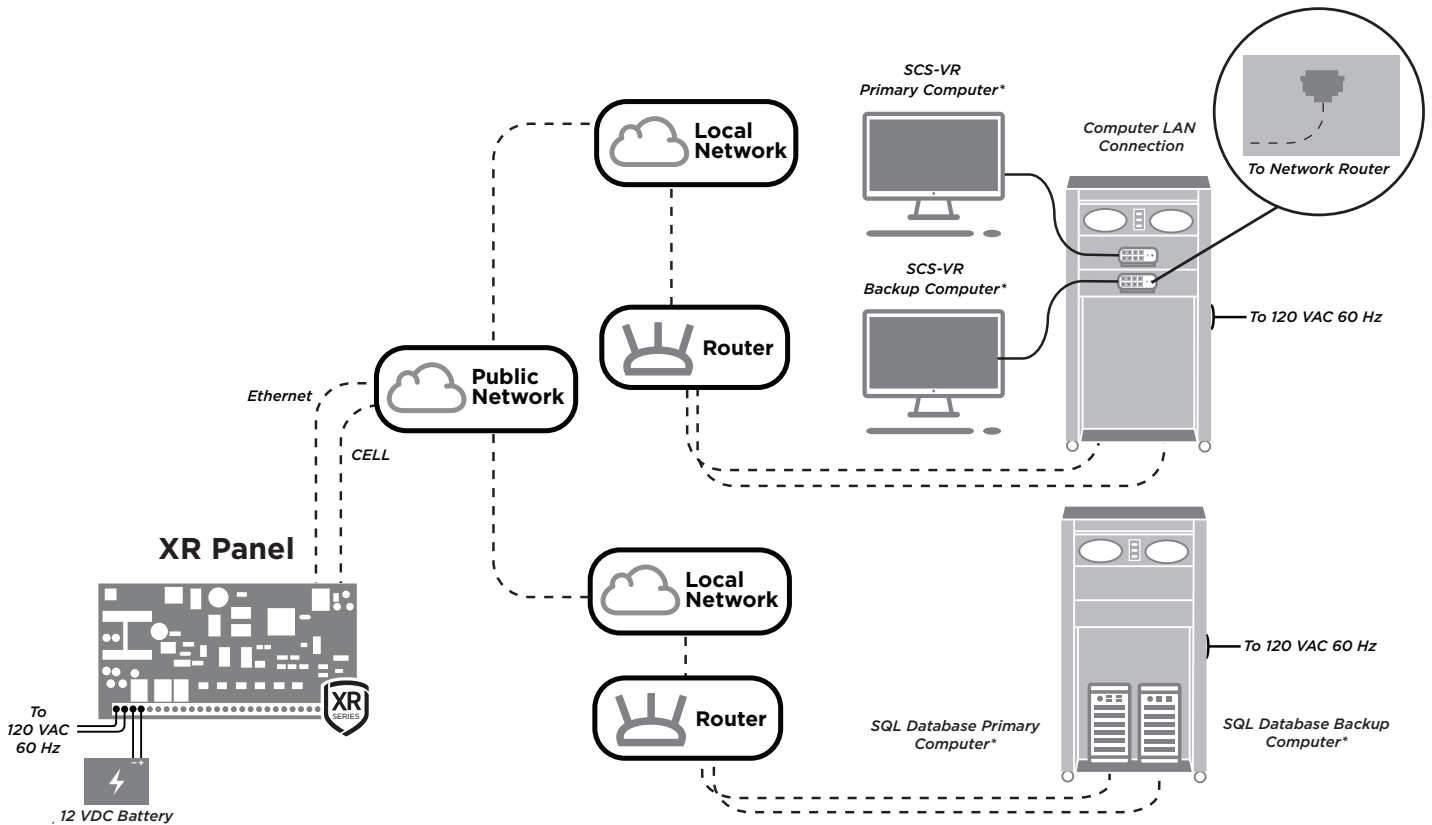 SCS-VR
Primary Computer*
Computer LAN
Connection
To Network Router
Local
Network
SCS-VR
Backup Computer*
To 120 VAC 60 Hz
Router
Public
Network
Ethernet
CELL
XR Panel
Local
Network
To 120 VAC 60 Hz
XR
SERIES
Router
SQL Database Primary
Computer*
SQL Database Backup
Computer*
To
120 VAC
60 Hz
- +
12 VDC Battery